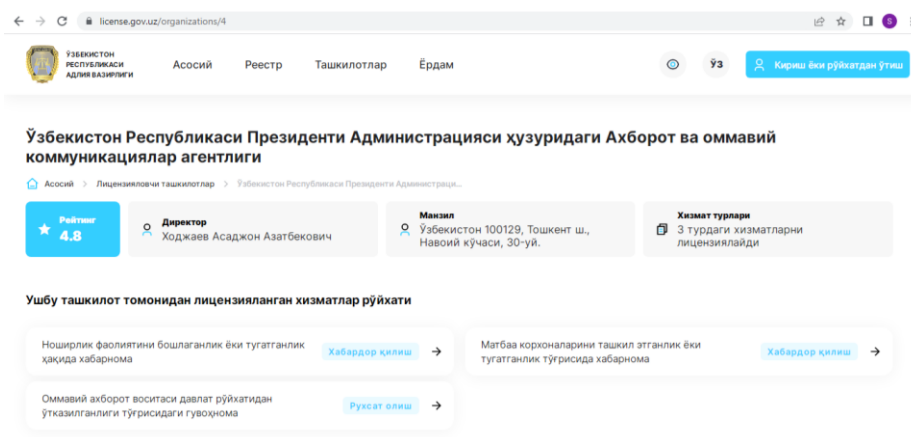 license.gov.uz/organizations/4
S
ЎЗБЕКИСТОН
РЕСПУБЛИКАСИ
АДЛИЯ ВАЗИРЛИГИ
Асосий Реестр Ташкилотлар Ёрдам ЎЗ Кириш ёки рўйхатдан ўтиш
Ўзбекистон Республикаси Президенти Администрацияси ҳузуридаги Ахборот ва оммавий
коммуникациялар агентлиги
Асосий > Лицензияловчи ташкилотлар > Ўзбекистон Республикаси Президенти Администраци...
Рейтинг
4.8
Директор
Ходжаев Асаджон Азатбекович
Манзил
Ўзбекистон 100129, Тошкент ш.,
Навоий кўчаси, 30-уй.
Хизмат турлари
3 турдаги хизматларни
лицензиялайди
Ушбу ташкилот томонидан лицензияланган хизматлар рўйхати
Ноширлик фаолиятини бошлаганлик ёки тугатганлик
ҳақида хабарнома
Хабардор қилиш
Матбаа корхоналарини ташкил этганлик ёки
тугатганлик тўғрисида хабарнома
Хабардор қилиш
Оммавий ахборот воситаси давлат рўйхатидан
ўтказилганлиги тўғрисидаги гувоҳнома
Рухсат олиш